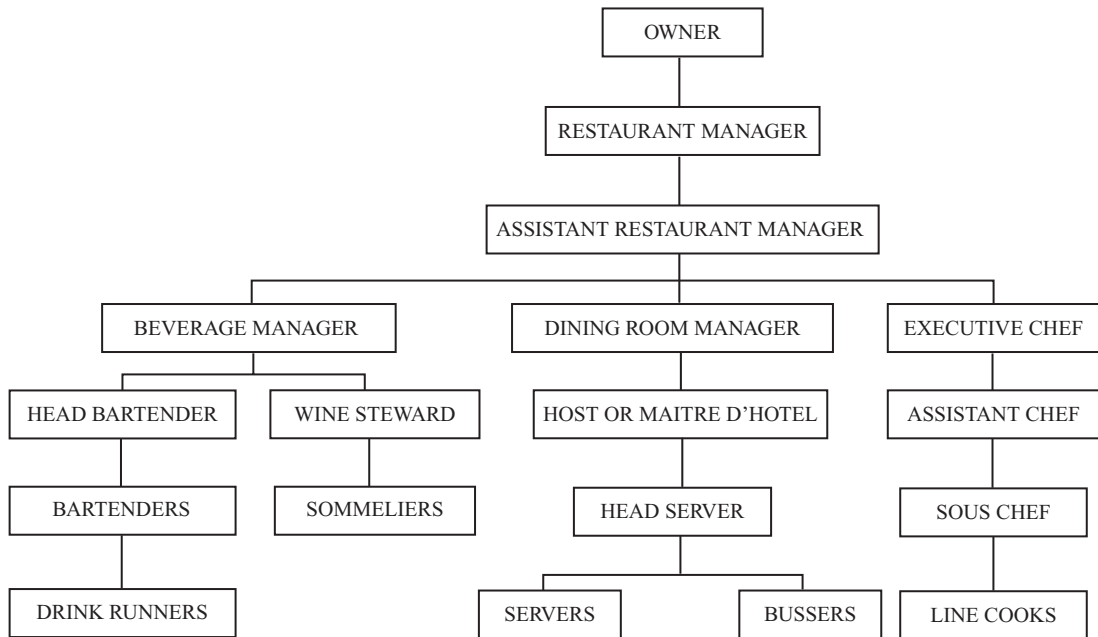 OWNER
RESTAURANT MANAGER
ASSISTANT RESTAURANT MANAGER
BEVERAGE MANAGER
DINING ROOM MANAGER
EXECUTIVE CHEF
HEAD BARTENDER
WINE STEWARD
HOST OR MAITRE D’HOTEL
ASSISTANT CHEF
BARTENDERS
SOMMELIERS
HEAD SERVER
SOUS CHEF
DRINK RUNNERS
SERVERS
BUSSERS
LINE COOKS